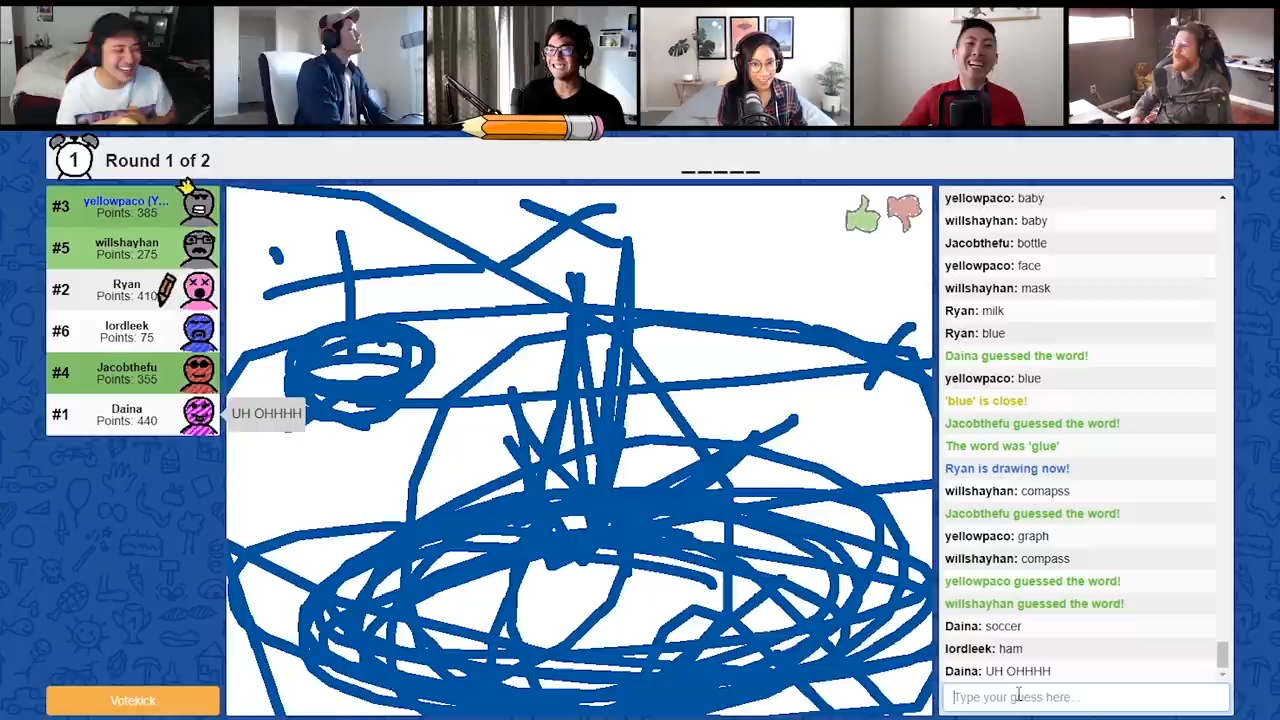 1
Round 1 of 2
_ _ _ _ _
#3
yellowpaco (Y...
Points: 385
#5
willshayhan
Points: 275
#2
Ryan
Points: 410
#6
lordleek
Points: 75
#4
Jacobthefu
Points: 355
#1
Daina
Points: 440
UH OHHHH
Votekick
yellowpaco: baby
willshayhan: baby
Jacobthefu: bottle
yellowpaco: face
willshayhan: mask
Ryan: milk
Ryan: blue
Daina guessed the word!
yellowpaco: blue
'blue' is close!
Jacobthefu guessed the word!
The word was 'glue'
Ryan is drawing now!
willshayhan: comapss
Jacobthefu guessed the word!
yellowpaco: graph
willshayhan: compass
yellowpaco guessed the word!
willshayhan guessed the word!
Daina: soccer
lordleek: ham
Daina: UH OHHHH
Type your guess here...